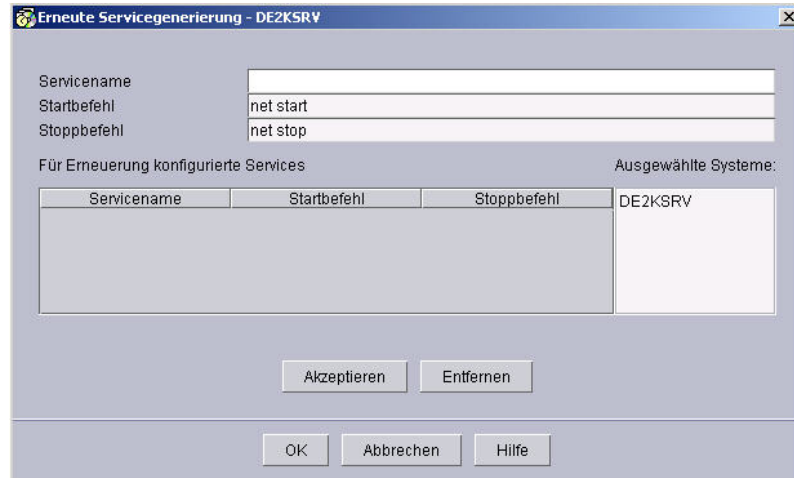 Erneute Servicegenerierung - DE2KSRV
Servicename
Startbefehl net start
Stoppbefehl net stop
Für Erneuerung konfigurierte Services Ausgewählte Systeme:
Servicename Startbefehl Stoppbefehl DE2KSRV
Akzeptieren Entfernen
OK Abbrechen Hilfe